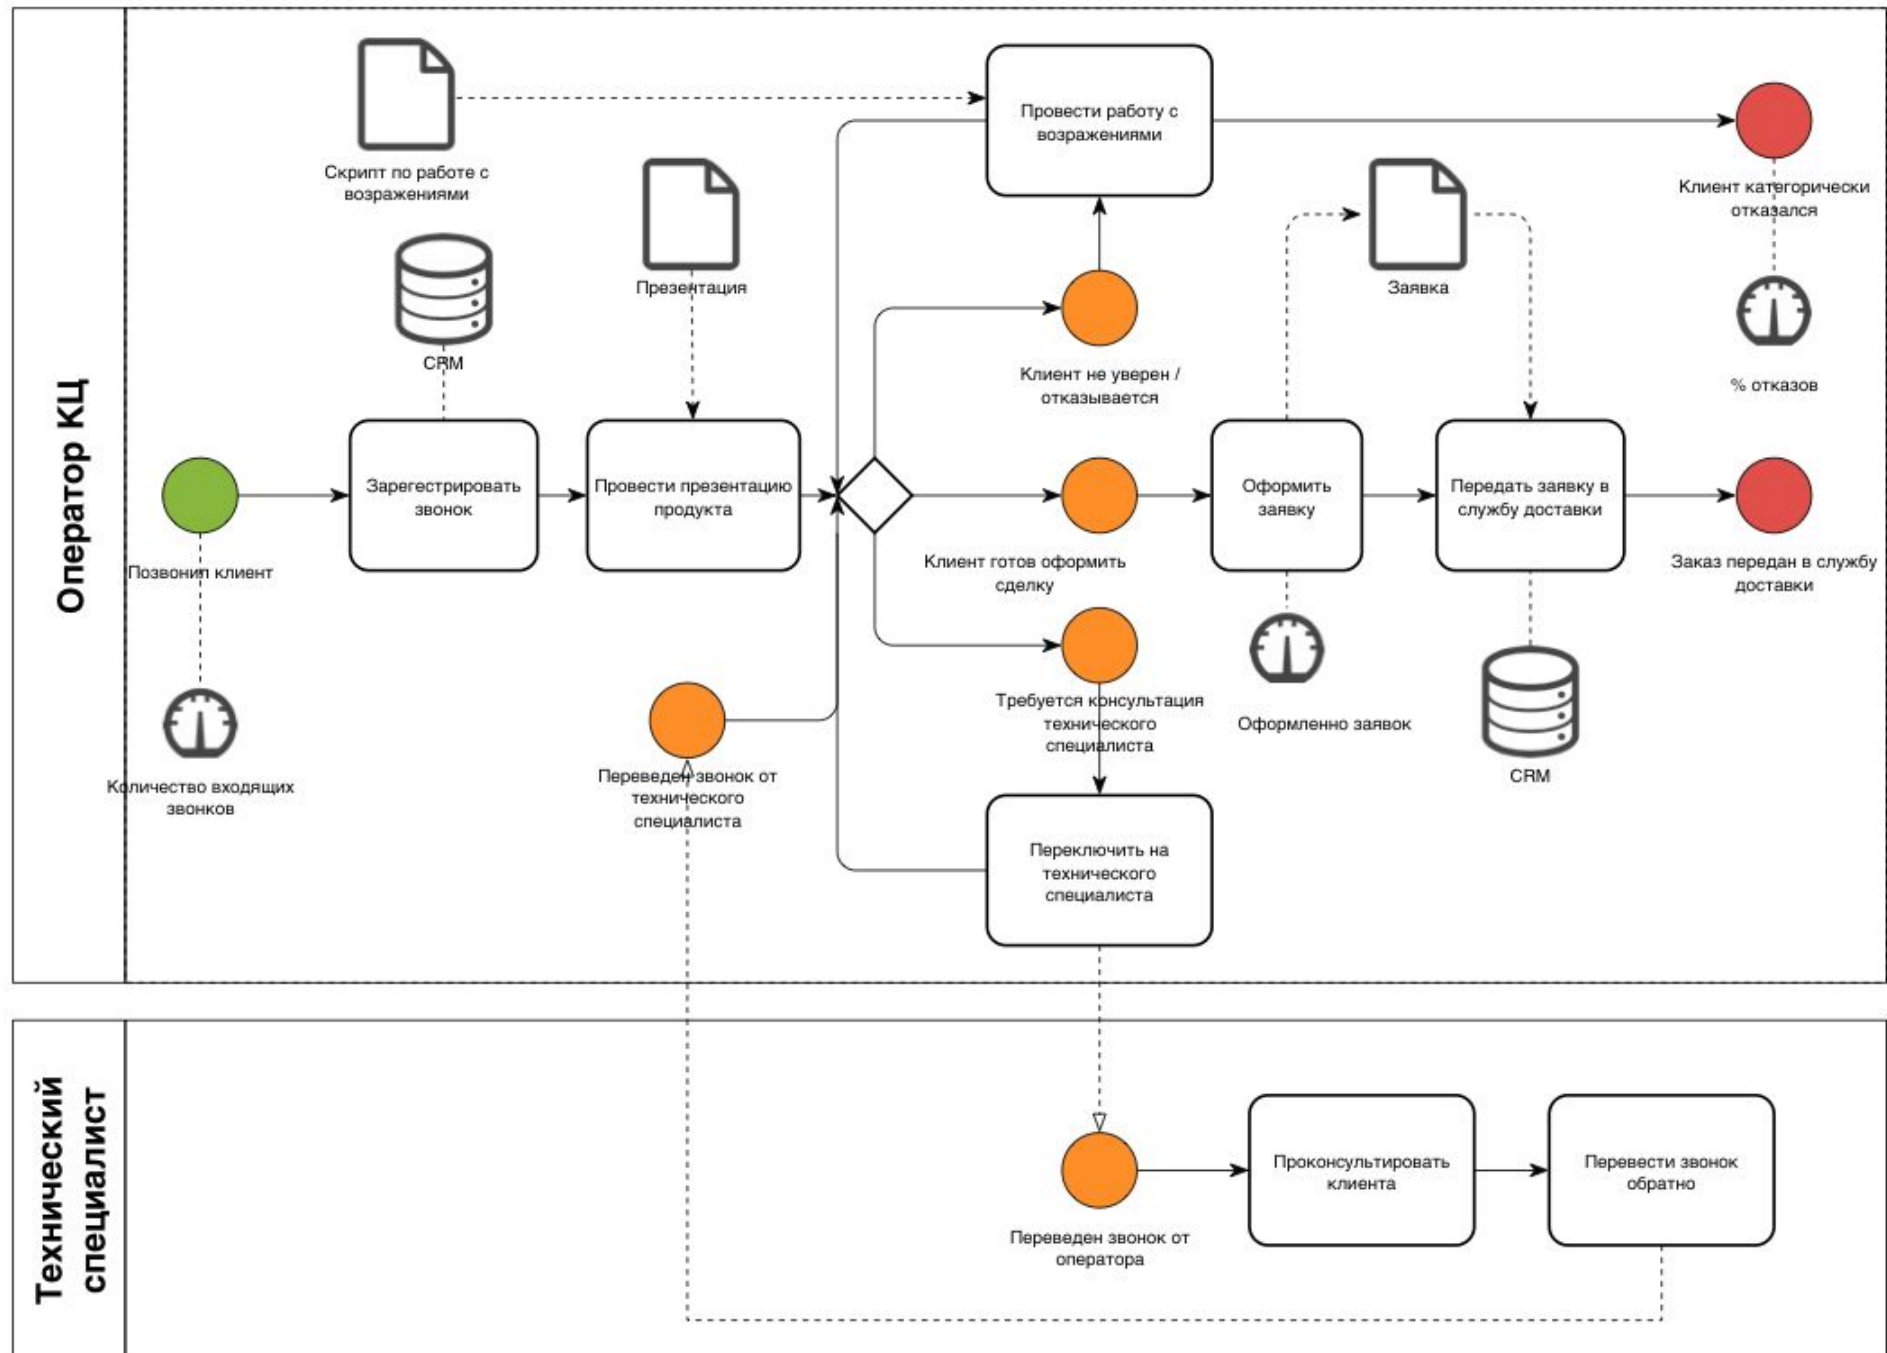 Оператор КЦ
Скрипт по работе с
возражениями
Провести работу с
возражениями
Клиент категорически
отказался
Презентация
Заявка
CRM
Клиент не уверен /
отказывается
% отказов
Зарегестрировать
звонок
Провести презентацию
продукта
Оформить
заявку
Передать заявку в
службу доставки
Позвонил клиент
Клиент готов оформить
сделку
Заказ передан в службу
доставки
Требуется консультация
технического
специалиста
Оформленно заявок
CRM
Количество входящих
звонков
Переведен звонок от
технического
специалиста
Переключить на
технического
специалиста
Технический
специалист
Переведен звонок от
оператора
Проконсультировать
клиента
Перевести звонок
обратно